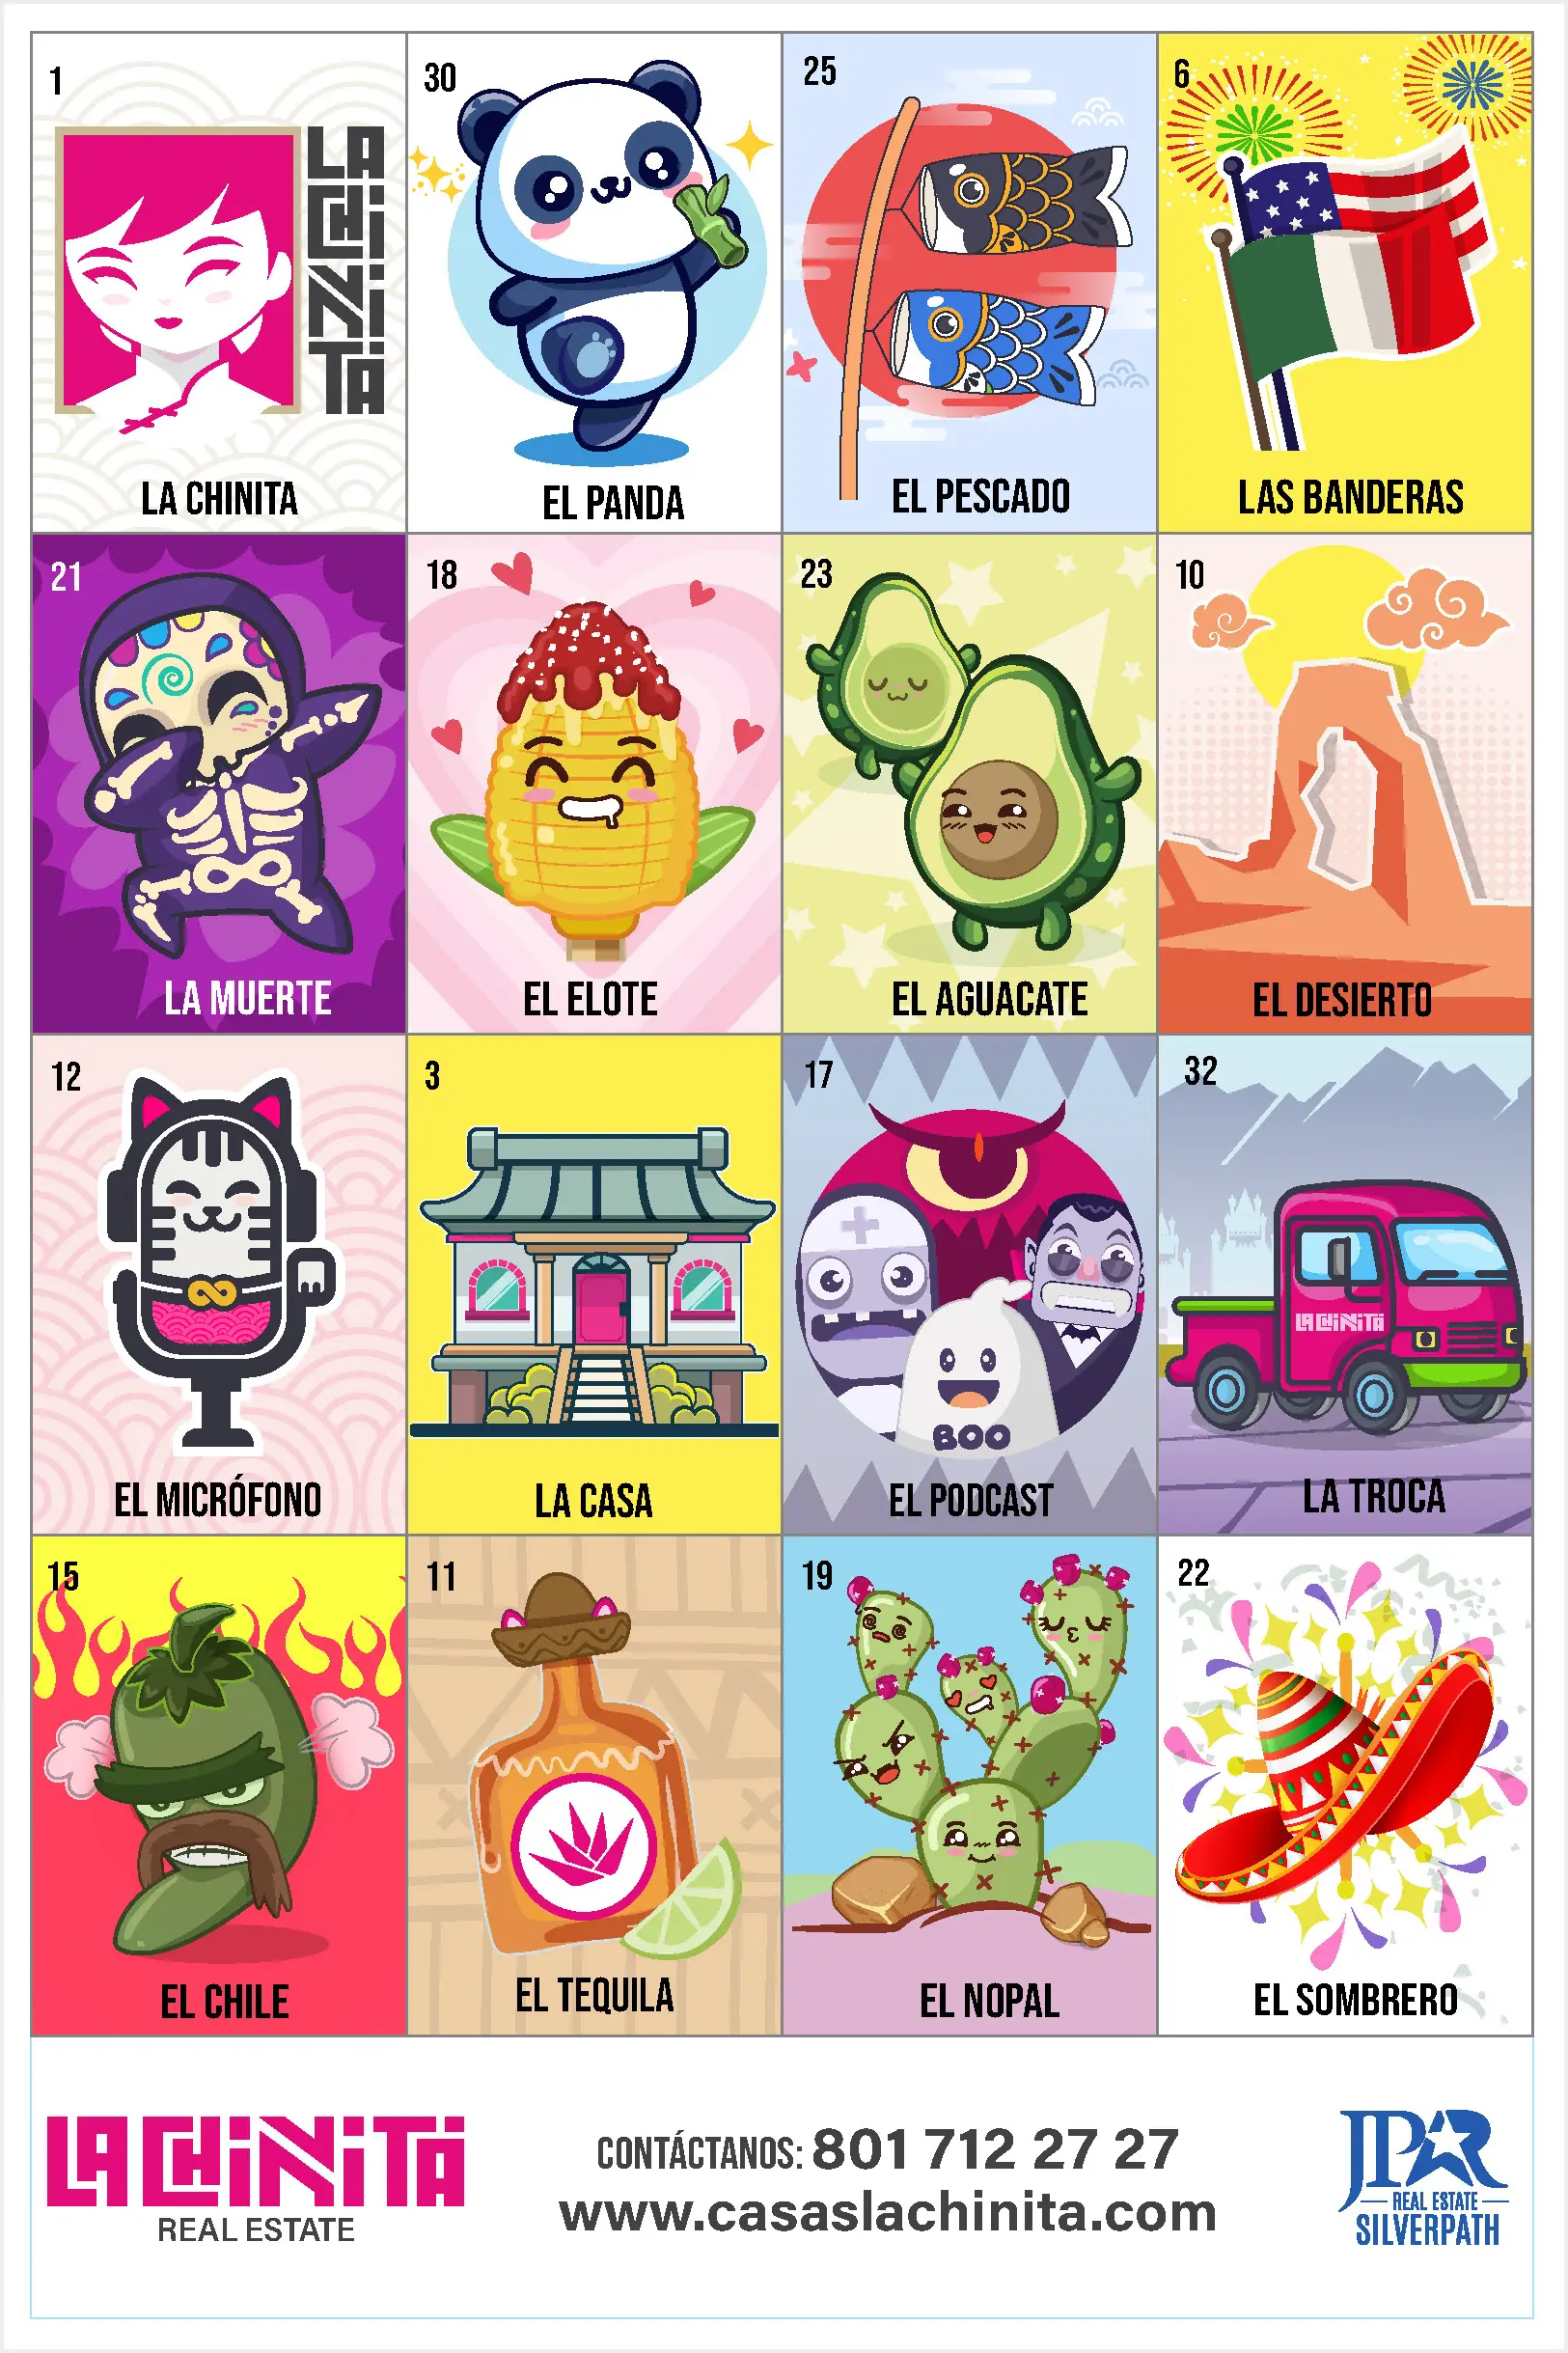 1
LA CHINITA
LA CHINITA
30
EL PANDA
25
EL PESCADO
6
LAS BANDERAS
21
LA MUERTE
18
EL ELOTE
23
EL AGUACATE
10
EL DESIERTO
12
EL MICRÓFONO
3
LA CASA
17
BOO
EL PODCAST
32
LA CHINITA
LA TROCA
15
EL CHILE
11
EL TEQUILA
19
EL NOPAL
22
EL SOMBRERO
LA CHINITA
REAL ESTATE
CONTÁCTANOS: 801 712 27 27
www.casaslachinita.com
JPR
REAL ESTATE
SILVERPATH